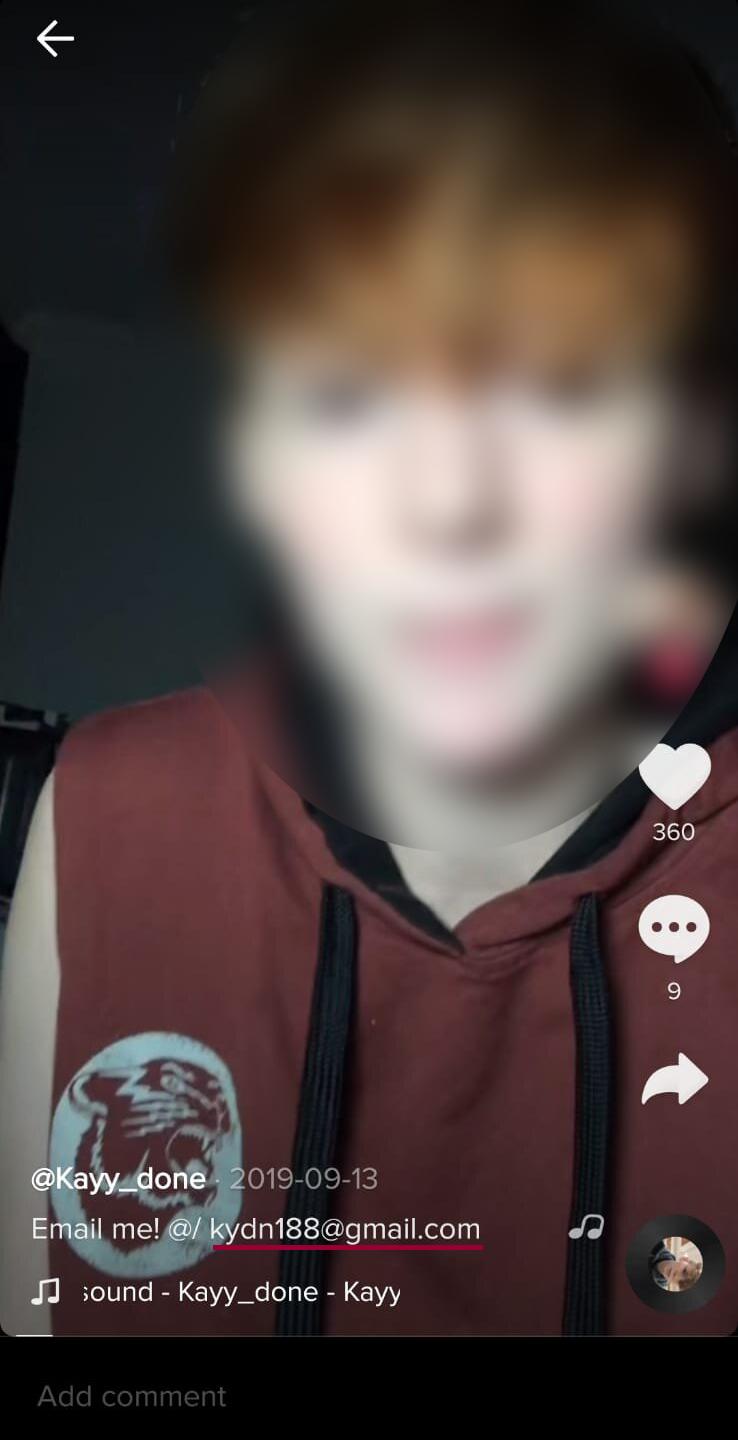 360
9
@Kayy_done · 2019-09-13
Email me! @/ kydn188@gmail.com
sound - Kayy_done - Kayy
Add comment